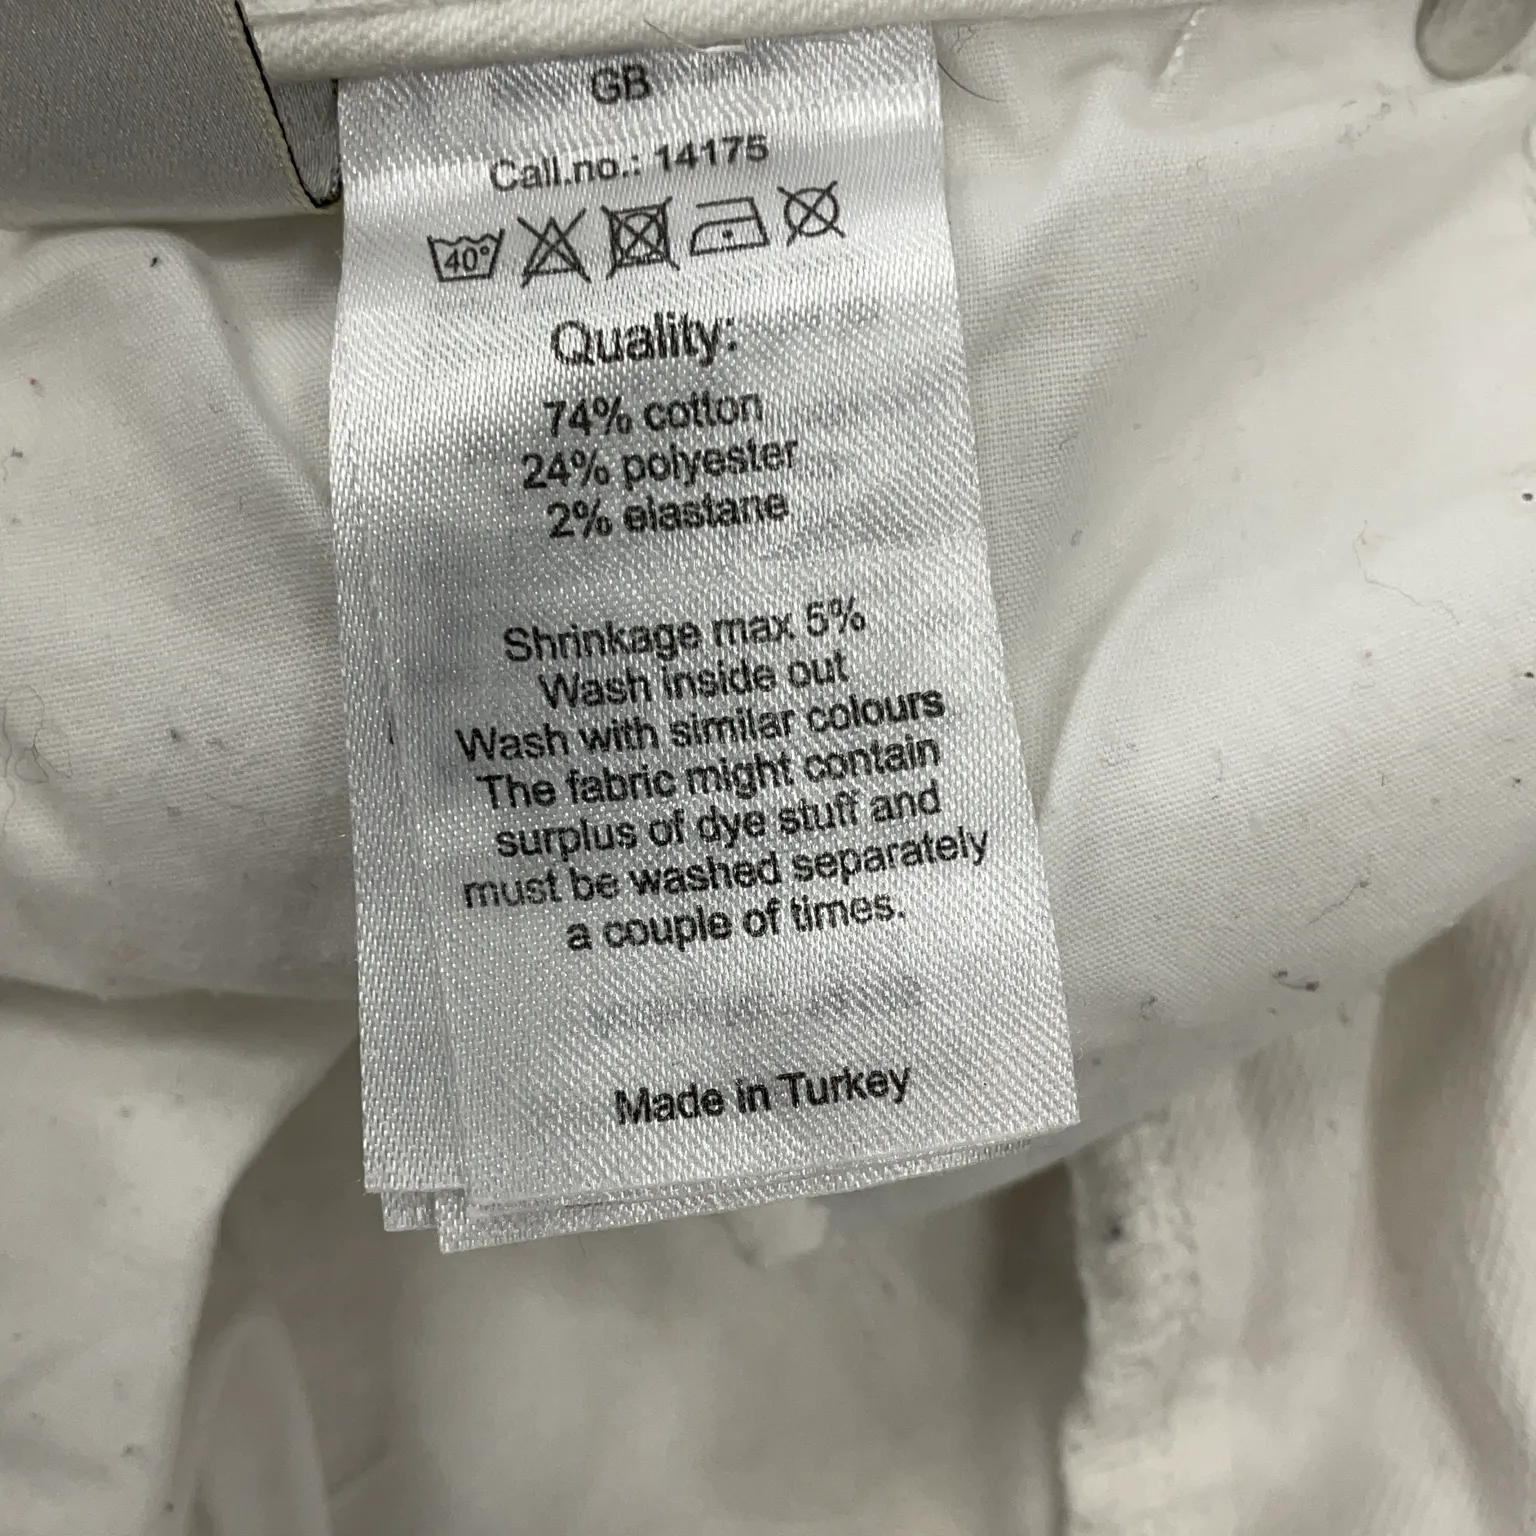 GB
Call.no.: 14175
40°
Quality:
74% cotton
24% polyester
2% elastane
Shrinkage max 5%
Wash inside out
Wash with similar colours
The fabric might contain
surplus of dye stuff and
must be washed separately
a couple of times.
Made in Turkey